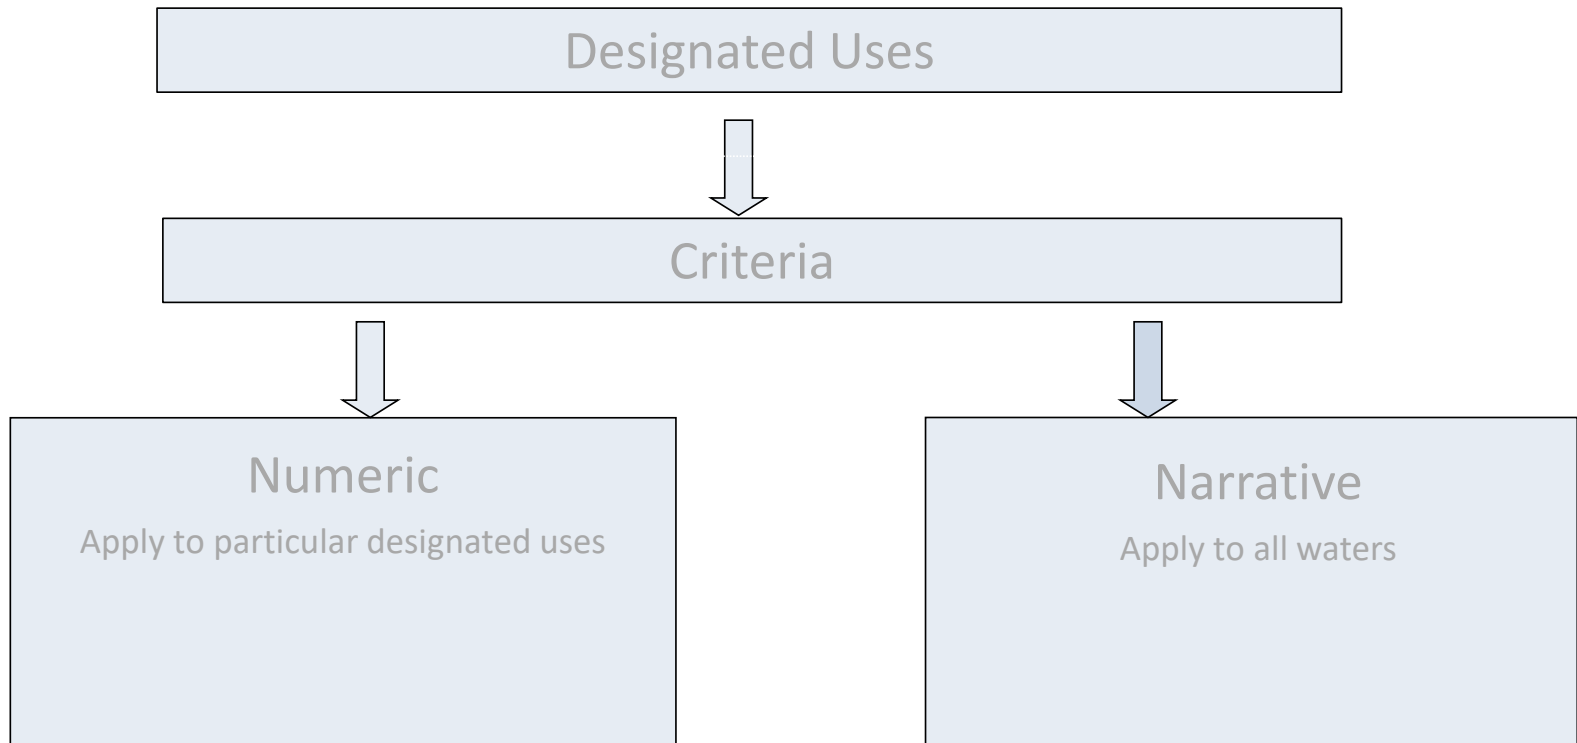 Designated Uses
Criteria
Numeric
Apply to particular designated uses
Narrative
Apply to all waters